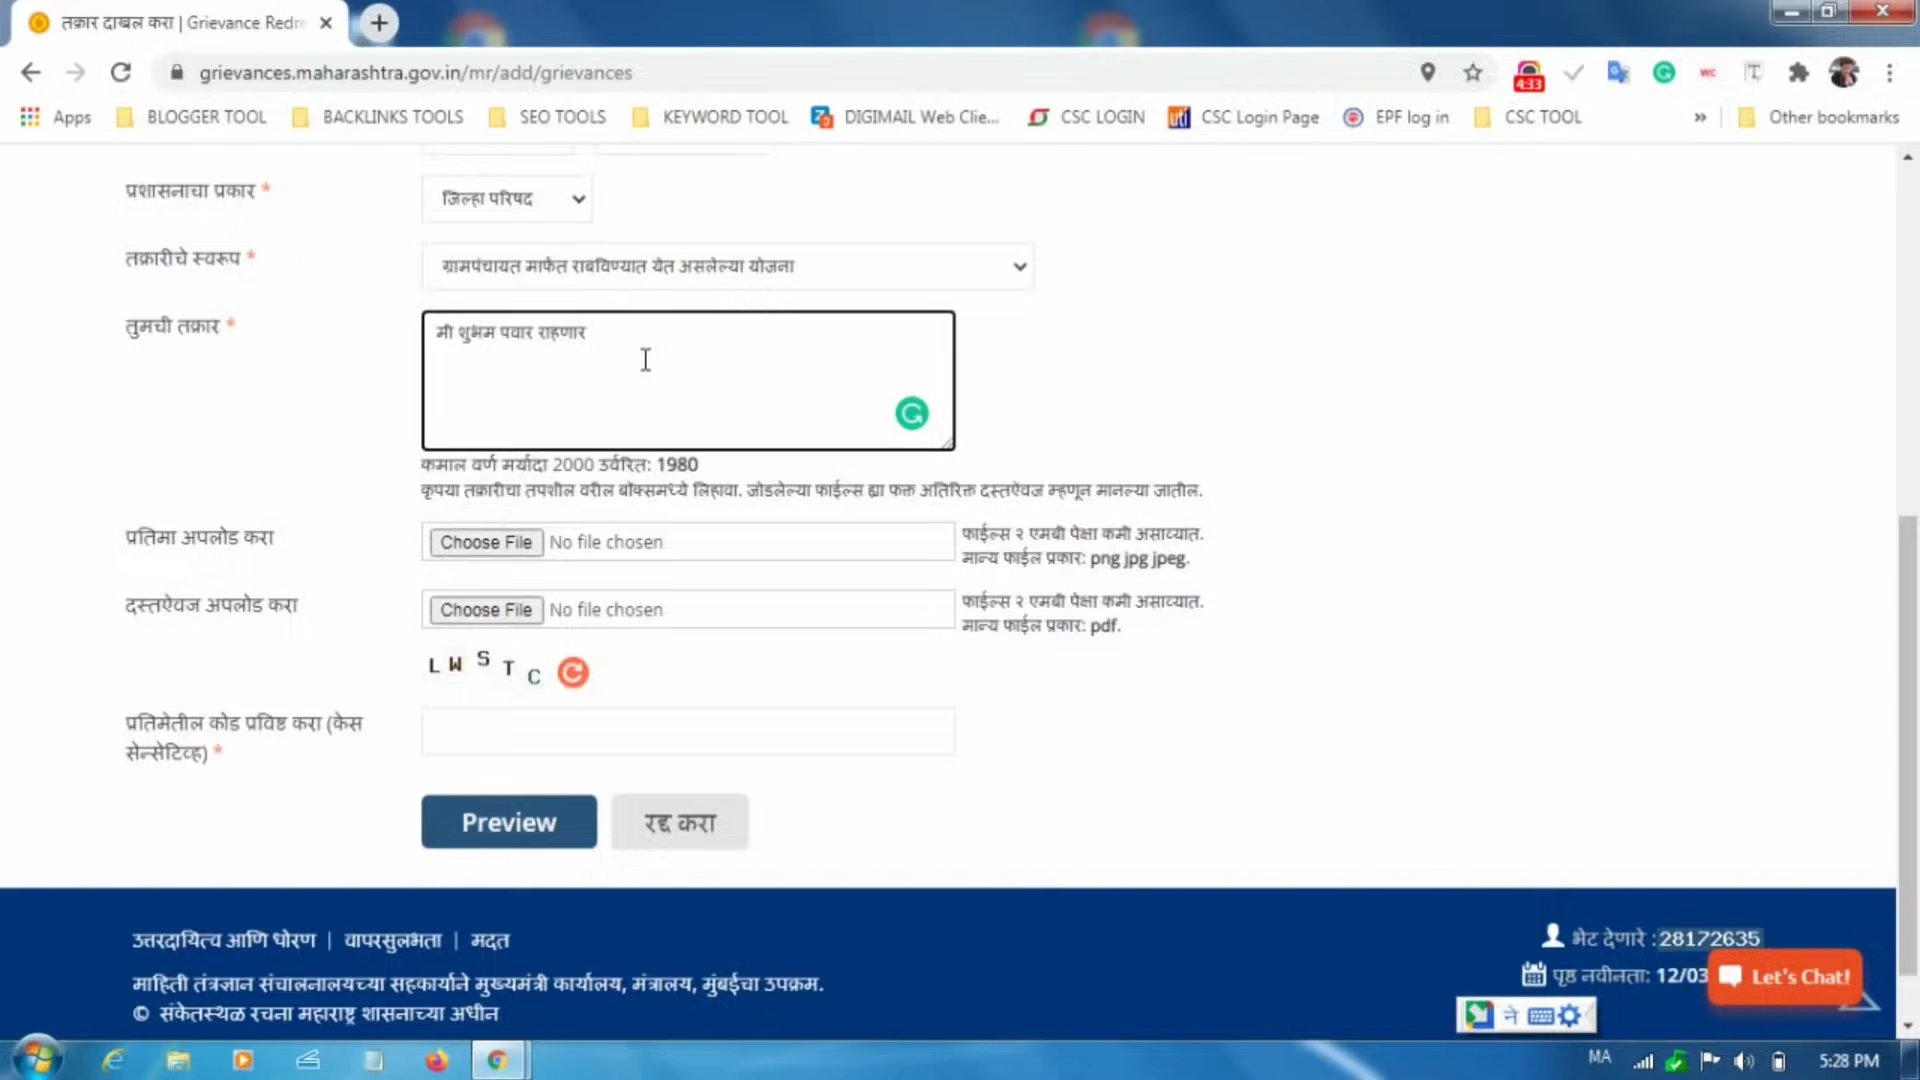 तक्रार दाखल करा | Grievance Redre
grievances.maharashtra.gov.in/mr/add/grievances
4:33
Apps BLOGGER TOOL BACKLINKS TOOLS SEO TOOLS KEYWORD TOOL DIGIMAIL Web Clie... CSC LOGIN CSC Login Page EPF log in CSC TOOL » Other bookmarks
प्रशासनाचा प्रकार * जिल्हा परिषद
तक्रारीचे स्वरूप * ग्रामपंचायत मार्फत राबविण्यात येत असलेल्या योजना
तुमची तक्रार * मी शुभम पवार राहणार
कमाल वर्ण मर्यादा 2000 उर्वरित: 1980
कृपया तक्रारीचा तपशील वरील बॉक्समध्ये लिहावा. जोडलेल्या फाईल्स ह्या फक्त अतिरिक्त दस्तऐवज म्हणून मानल्या जातील.
प्रतिमा अपलोड करा Choose File No file chosen फाईल्स २ एमबी पेक्षा कमी असाव्यात.
मान्य फाईल प्रकार: png jpg jpeg.
दस्तऐवज अपलोड करा Choose File No file chosen फाईल्स २ एमबी पेक्षा कमी असाव्यात.
मान्य फाईल प्रकार: pdf.
L W S T C
प्रतिमेतील कोड प्रविष्ट करा (केस
सेन्सेटिव्ह) *
Preview रद्द करा
उत्तरदायित्व आणि धोरण | वापरसुलभता | मदत
भेट देणारे : 28172635
माहिती तंत्रज्ञान संचालनालयच्या सहकार्याने मुख्यमंत्री कार्यालय, मंत्रालय, मुंबईचा उपक्रम.
पृष्ठ नवीनता: 12/03
Let's Chat!
© संकेतस्थळ रचना महाराष्ट्र शासनाच्या अधीन
ने
MA 5:28 PM